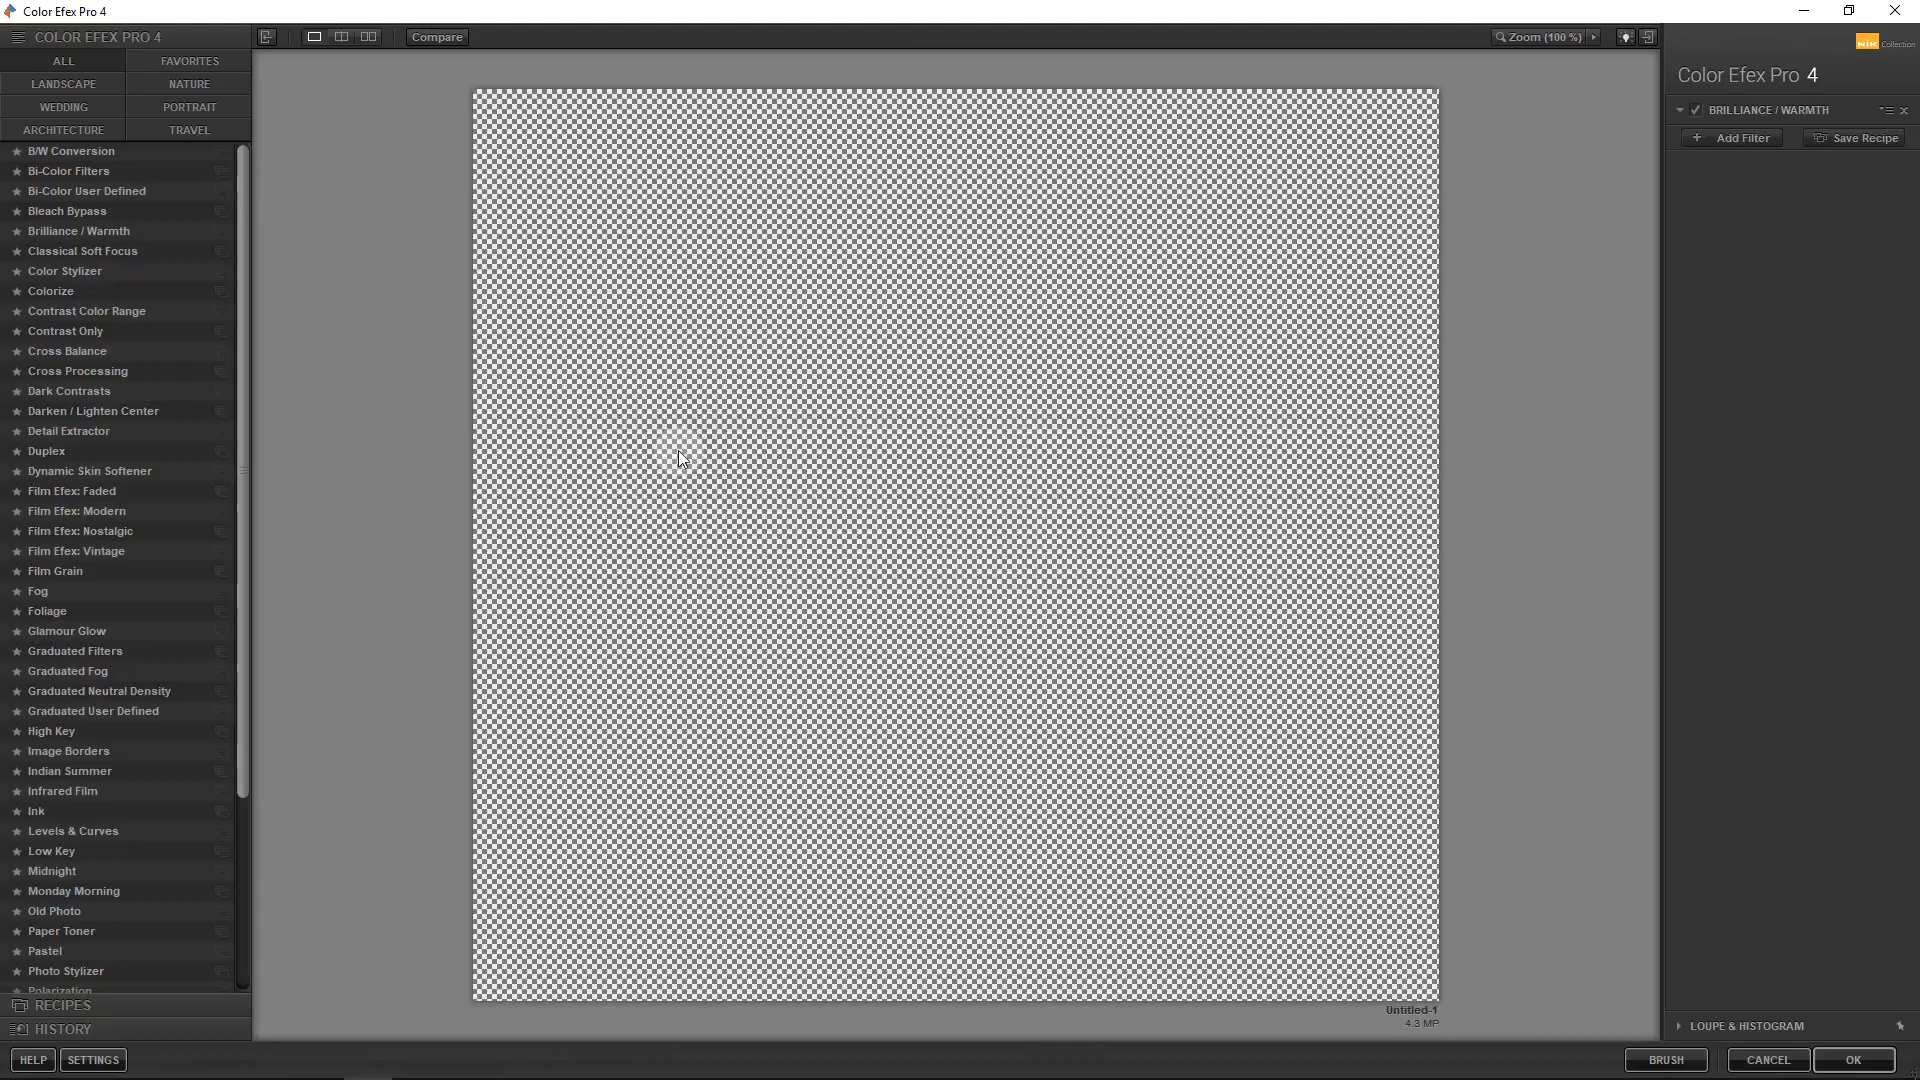 Color Efex Pro 4
COLOR EFEX PRO 4
Compare
Zoom (100 %)
NIK Collection
ALL
FAVORITES
LANDSCAPE
NATURE
WEDDING
PORTRAIT
ARCHITECTURE
TRAVEL
B/W Conversion
Bi-Color Filters
Bi-Color User Defined
Bleach Bypass
Brilliance / Warmth
Classical Soft Focus
Color Stylizer
Colorize
Contrast Color Range
Contrast Only
Cross Balance
Cross Processing
Dark Contrasts
Darken / Lighten Center
Detail Extractor
Duplex
Dynamic Skin Softener
Film Efex: Faded
Film Efex: Modern
Film Efex: Nostalgic
Film Efex: Vintage
Film Grain
Fog
Foliage
Glamour Glow
Graduated Filters
Graduated Fog
Graduated Neutral Density
Graduated User Defined
High Key
Image Borders
Indian Summer
Infrared Film
Ink
Levels & Curves
Low Key
Midnight
Monday Morning
Old Photo
Paper Toner
Pastel
Photo Stylizer
Polarization
RECIPES
HISTORY
HELP
SETTINGS
Untitled-1
4.3 MP
Color Efex Pro 4
BRILLIANCE / WARMTH
Add Filter
Save Recipe
LOUPE & HISTOGRAM
BRUSH
CANCEL
OK